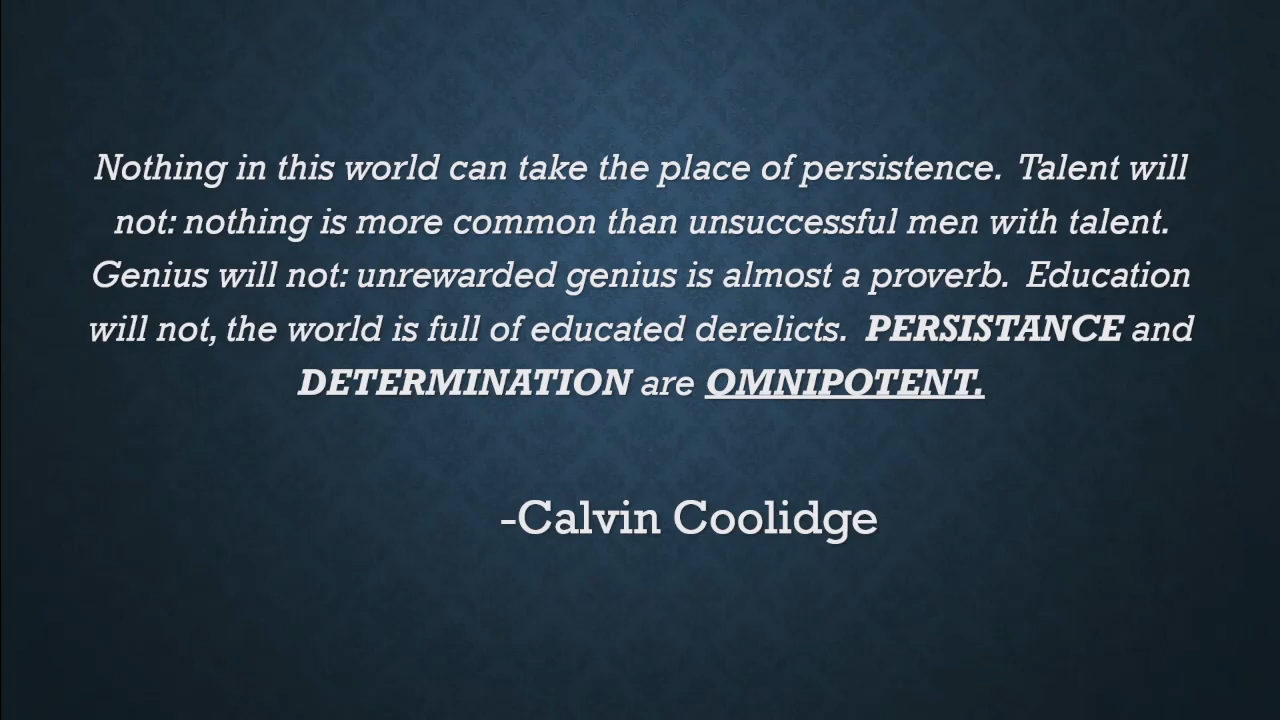 Nothing in this world can take the place of persistence.  Talent will
not: nothing is more common than unsuccessful men with talent.
Genius will not: unrewarded genius is almost a proverb.  Education
will not, the world is full of educated derelicts.  PERSISTANCE and
DETERMINATION are OMNIPOTENT.
-Calvin Coolidge